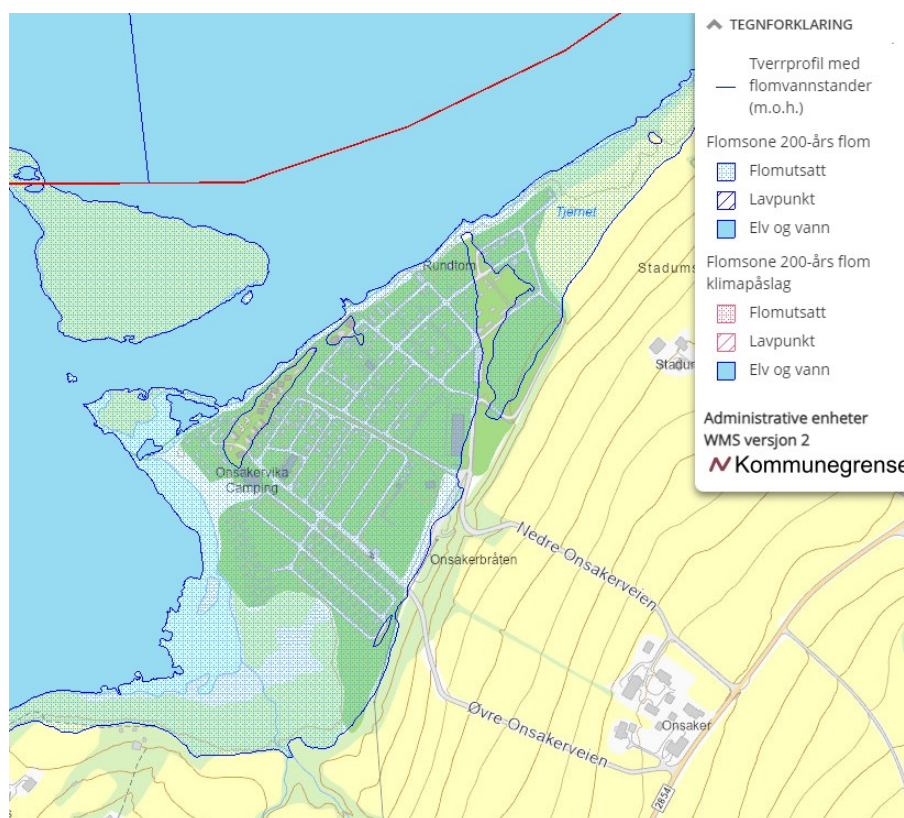 TEGNFORKLARING
Tverrprofil med
flomvannstander
(m.o.h.)
Flomsone 200-års flom
Flomutsatt
Lavpunkt
Elv og vann
Flomsone 200-års flom
klimapåslag
Flomutsatt
Lavpunkt
Elv og vann
Administrative enheter
WMS versjon 2
Kommunegrense
Tjernet
Rundtom
Stadums
Stadum
Onsakervika
Camping
Onsakerbråten
Nedre Onsakerveien
Øvre Onsakerveien
Onsaker
2854